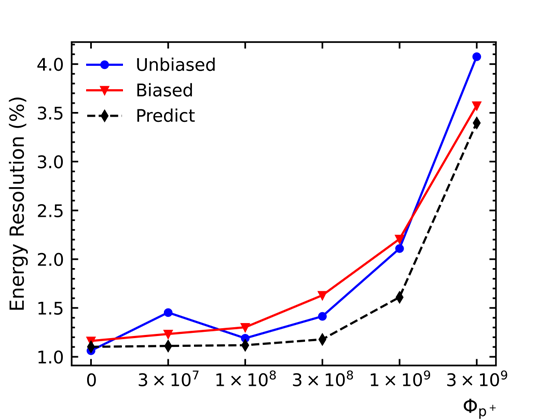 Energy Resolution (%)
4.0
3.5
3.0
2.5
2.0
1.5
1.0
Unbiased
Biased
Predict
0 3 × 10⁷ 1 × 10⁸ 3 × 10⁸ 1 × 10⁹ 3 × 10⁹
Φp⁺